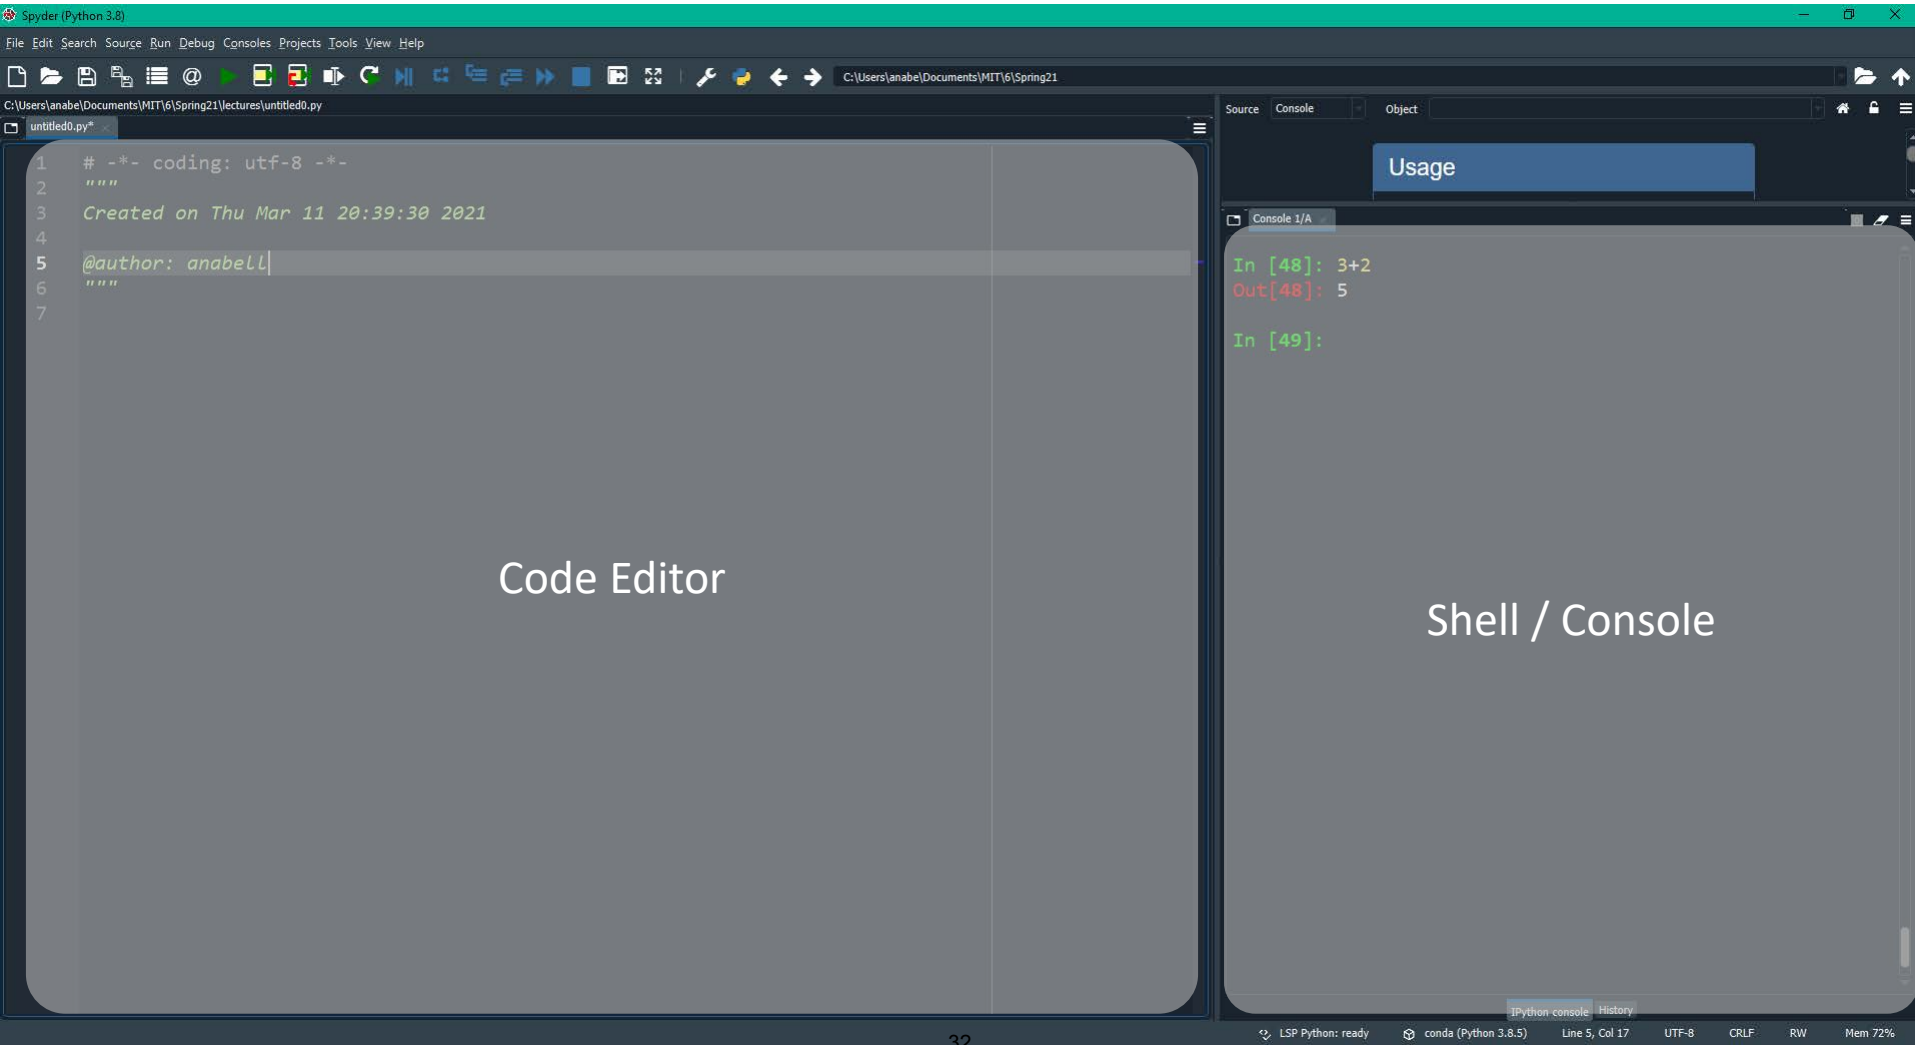 Spyder (Python 3.8)
File Edit Search Source Run Debug Consoles Projects Tools View Help
C:\Users\anabe\Documents\MIT\6\Spring21
C:\Users\anabe\Documents\MIT\6\Spring21\lectures\untitled0.py
untitled0.py*
1 # -*- coding: utf-8 -*-
2 """
3 Created on Thu Mar 11 20:39:30 2021
4
5 @author: anabell
6 """
7
Code Editor
Source Console Object
Usage
Console 1/A
In [48]: 3+2
Out[48]: 5
In [49]:
Shell / Console
IPython console History
32
LSP Python: ready conda (Python 3.8.5) Line 5, Col 17 UTF-8 CRLF RW Mem 72%